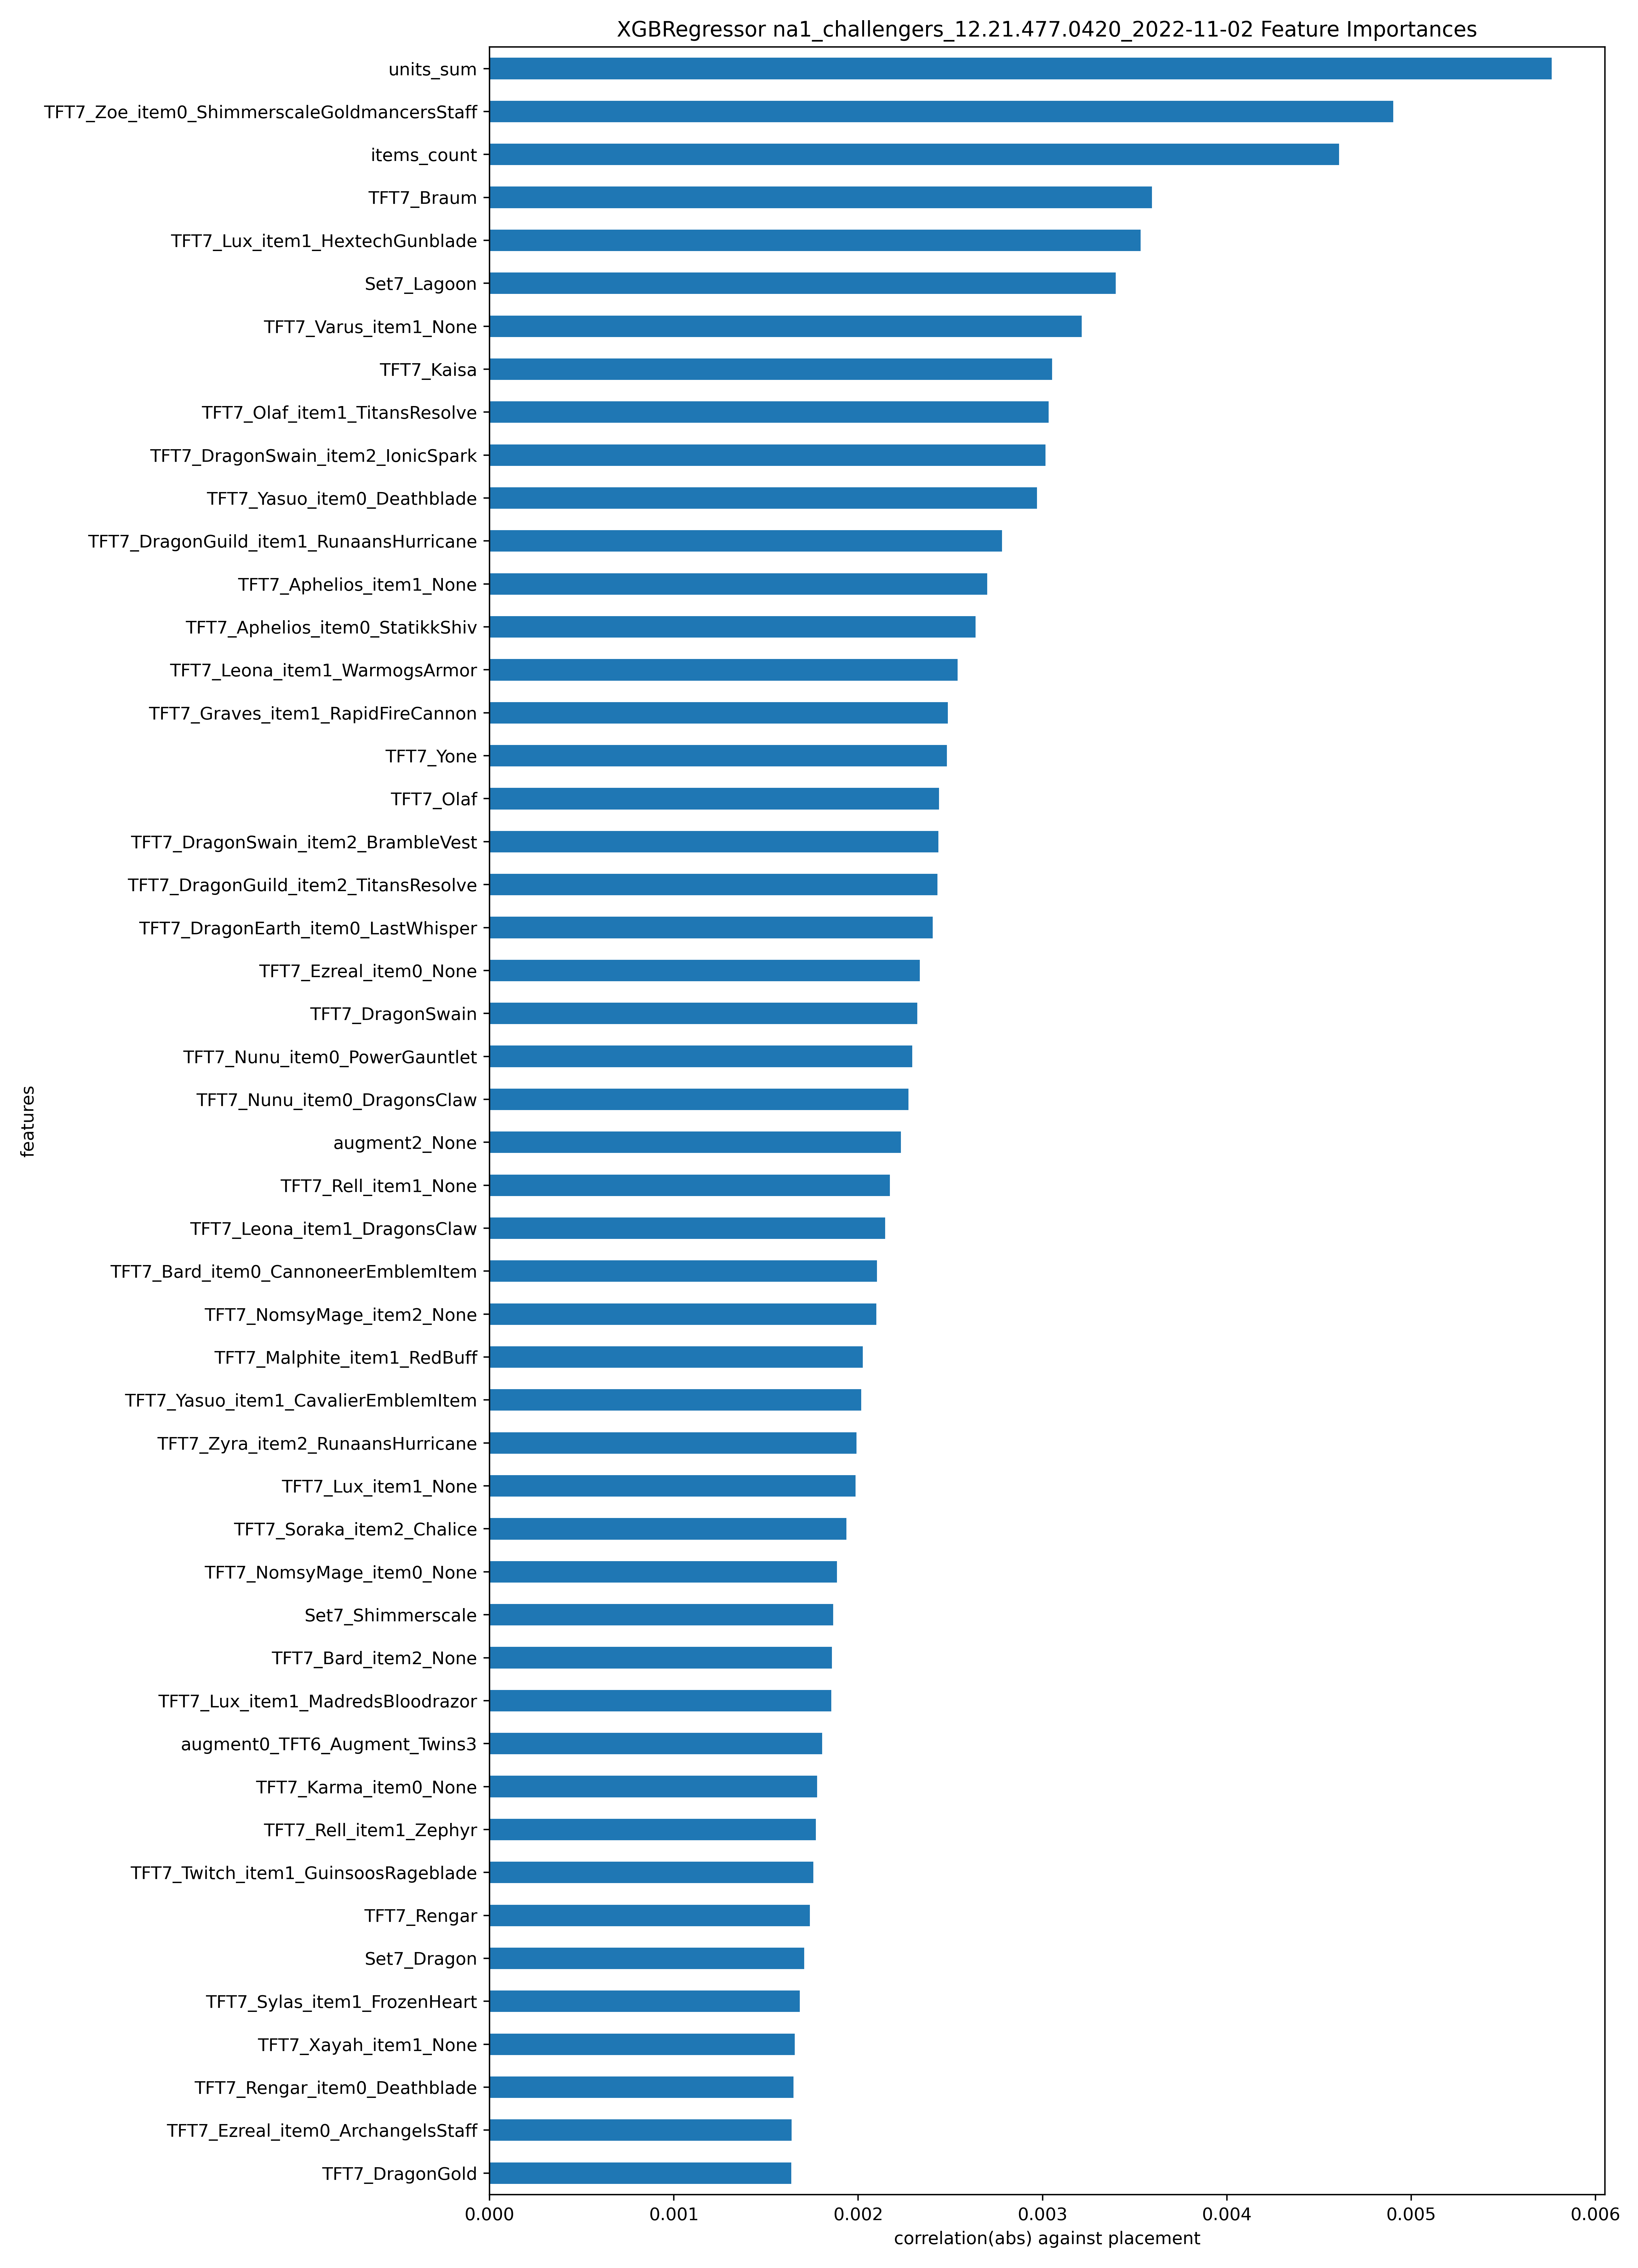 XGBRegressor na1_challengers_12.21.477.0420_2022-11-02 Feature Importances
units_sum
TFT7_Zoe_item0_ShimmerscaleGoldmancersStaff
items_count
TFT7_Braum
TFT7_Lux_item1_HextechGunblade
Set7_Lagoon
TFT7_Varus_item1_None
TFT7_Kaisa
TFT7_Olaf_item1_TitansResolve
TFT7_DragonSwain_item2_IonicSpark
TFT7_Yasuo_item0_Deathblade
TFT7_DragonGuild_item1_RunaansHurricane
TFT7_Aphelios_item1_None
TFT7_Aphelios_item0_StatikkShiv
TFT7_Leona_item1_WarmogsArmor
TFT7_Graves_item1_RapidFireCannon
TFT7_Yone
TFT7_Olaf
TFT7_DragonSwain_item2_BrambleVest
TFT7_DragonGuild_item2_TitansResolve
TFT7_DragonEarth_item0_LastWhisper
TFT7_Ezreal_item0_None
TFT7_DragonSwain
TFT7_Nunu_item0_PowerGauntlet
TFT7_Nunu_item0_DragonsClaw
augment2_None
TFT7_Rell_item1_None
TFT7_Leona_item1_DragonsClaw
TFT7_Bard_item0_CannoneerEmblemItem
TFT7_NomsyMage_item2_None
TFT7_Malphite_item1_RedBuff
TFT7_Yasuo_item1_CavalierEmblemItem
TFT7_Zyra_item2_RunaansHurricane
TFT7_Lux_item1_None
TFT7_Soraka_item2_Chalice
TFT7_NomsyMage_item0_None
Set7_Shimmerscale
TFT7_Bard_item2_None
TFT7_Lux_item1_MadredsBloodrazor
augment0_TFT6_Augment_Twins3
TFT7_Karma_item0_None
TFT7_Rell_item1_Zephyr
TFT7_Twitch_item1_GuinsoosRageblade
TFT7_Rengar
Set7_Dragon
TFT7_Sylas_item1_FrozenHeart
TFT7_Xayah_item1_None
TFT7_Rengar_item0_Deathblade
TFT7_Ezreal_item0_ArchangelsStaff
TFT7_DragonGold
features
0.000 0.001 0.002 0.003 0.004 0.005 0.006
correlation(abs) against placement